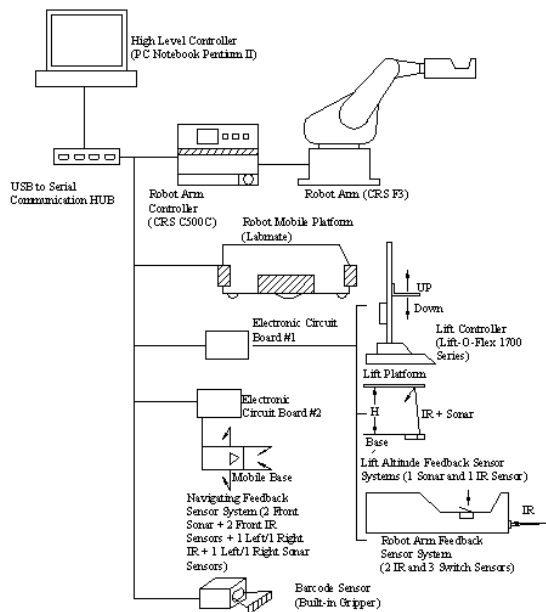 High Level Controller
(PC Notebook Pentium II)
USB to Serial
Communication HUB
Robot Arm
Controller
(CRS C500C)
Robot Arm (CRS F3)
Robot Mobile Platform
(Labmate)
UP
Down
Electronic Circuit
Board #1
Lift Controller
(Lift-O-Flex 1700
Series)
Lift Platform
H
IR + Sonar
Base
Electronic
Circuit Board #2
Mobile Base
Lift Altitude Feedback Sensor
Systems (1 Sonar and 1 IR Sensor)
Navigating Feedback
Sensor System (2 Front
Sonar + 2 Front IR
Sensors + 1 Left/1 Right
IR + 1 Left/1 Right Sonar
Sensors)
IR
Robot Arm Feedback
Sensor System
(2 IR and 3 Switch Sensors)
Barcode Sensor
(Built-in Gripper)